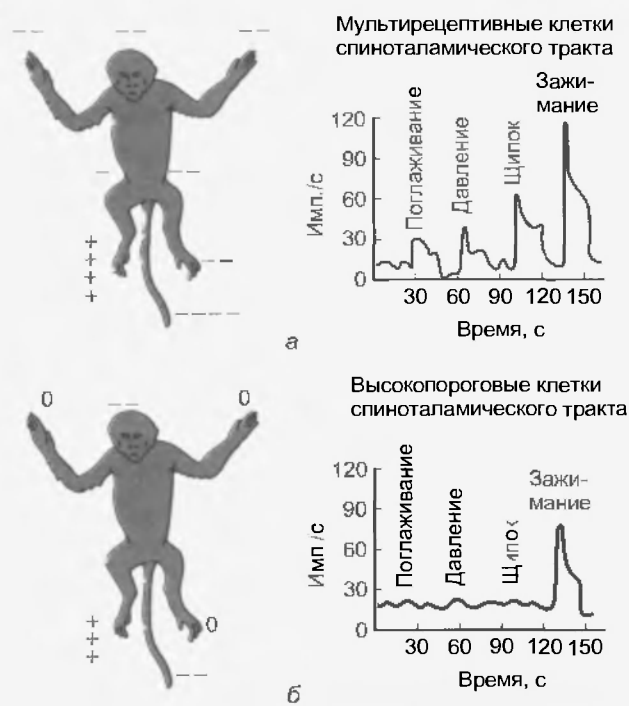 Мультирецептивные клетки
спиноталамического тракта
-- -- --
Имп./с
120
90
60
30
0
Поглаживание
Давление
Щипок
Зажи-
мание
30 60 90 120 150
Время, с
-- --
+
+
+
+
--
----
а
Высокопороговые клетки
спиноталамического тракта
0 -- 0
Имп /с
120
90
60
30
0
Поглаживание
Давление
Щипок
Зажи-
мание
30 60 90 120 150
Время, с
+
+
+
0
--
б